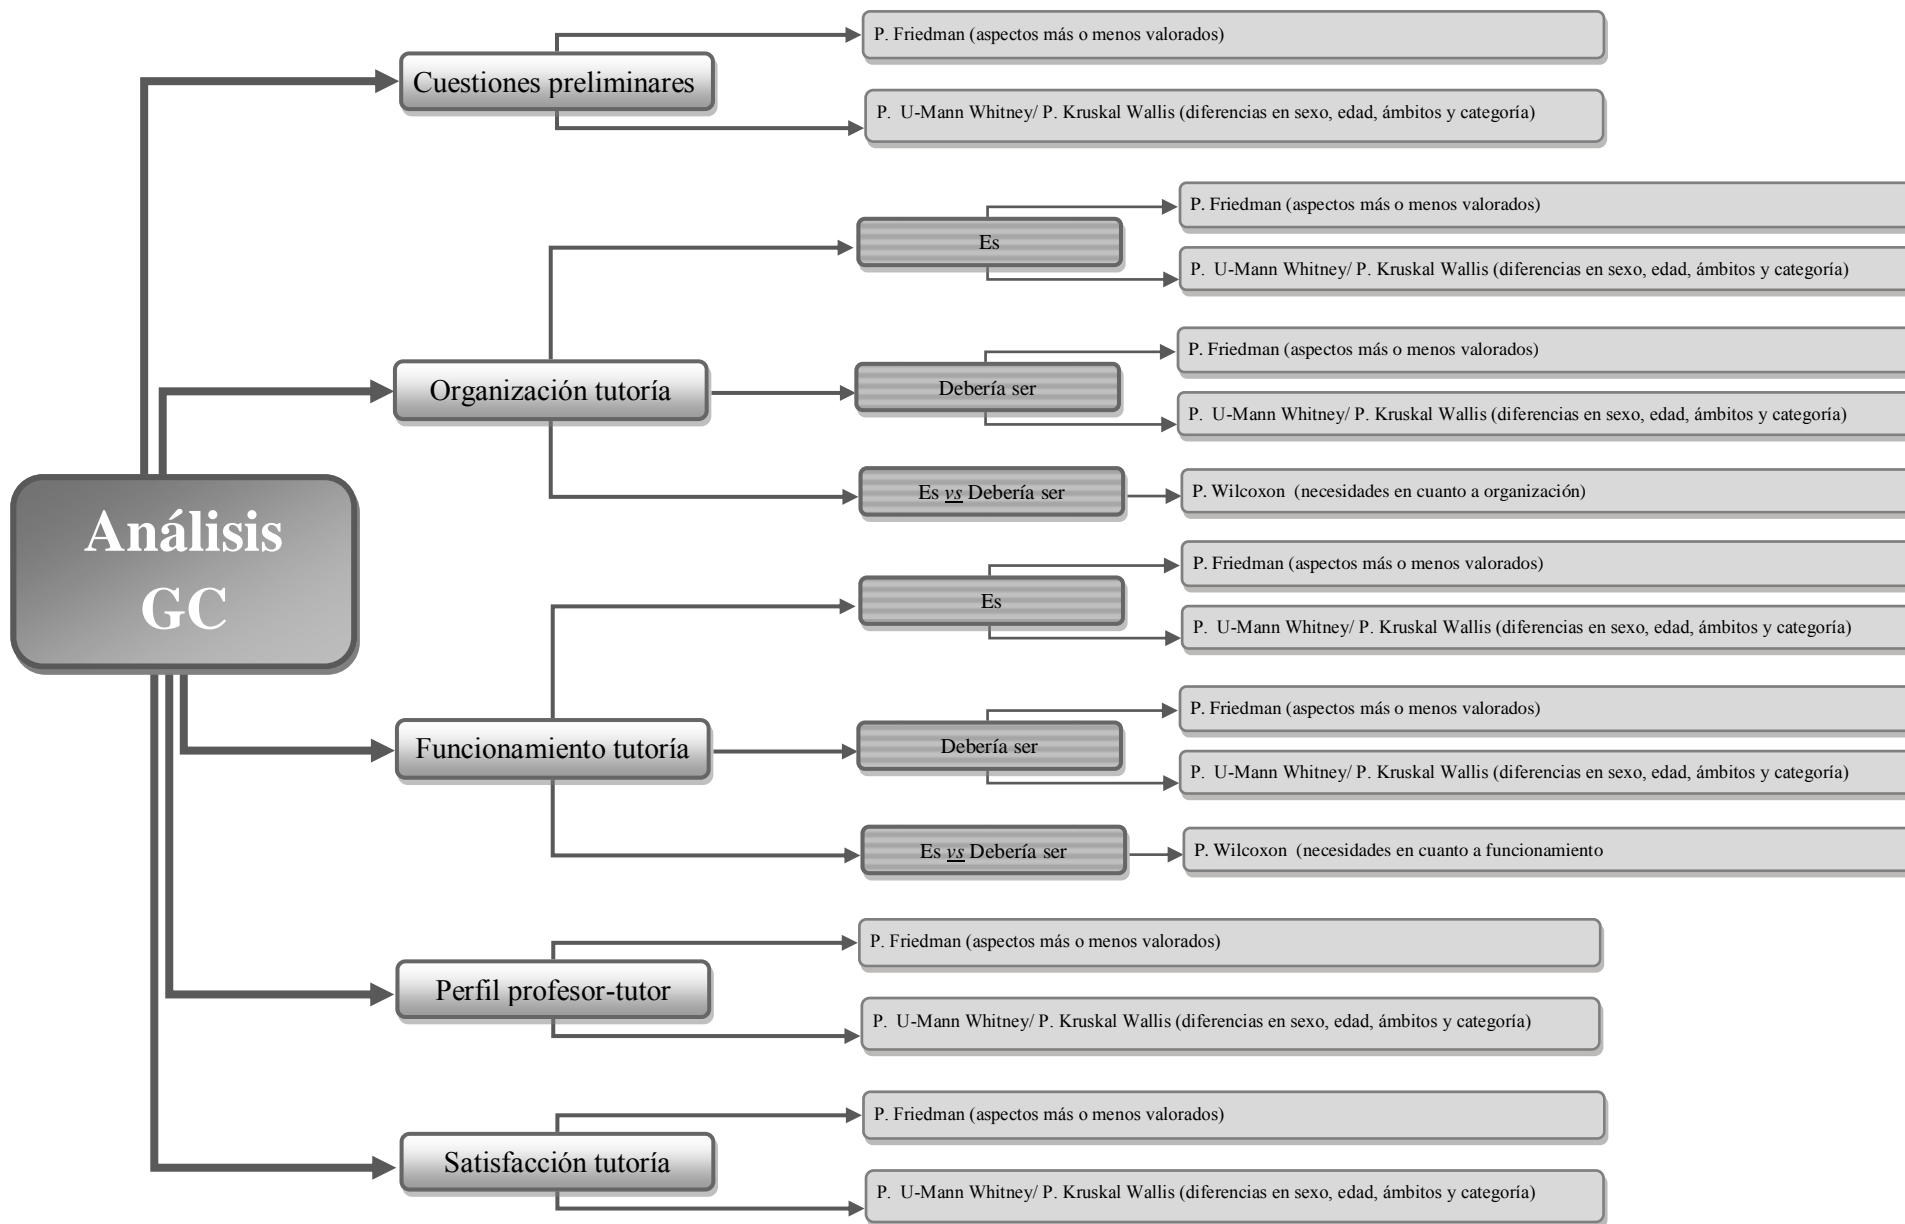 P. Friedman (aspectos más o menos valorados)
Cuestiones preliminares
P.  U-Mann Whitney/ P. Kruskal Wallis (diferencias en sexo, edad, ámbitos y categoría)
P. Friedman (aspectos más o menos valorados)
Es
P.  U-Mann Whitney/ P. Kruskal Wallis (diferencias en sexo, edad, ámbitos y categoría)
P. Friedman (aspectos más o menos valorados)
Organización tutoría
Debería ser
P.  U-Mann Whitney/ P. Kruskal Wallis (diferencias en sexo, edad, ámbitos y categoría)
Es vs Debería ser
P. Wilcoxon  (necesidades en cuanto a organización)
Análisis
GC
P. Friedman (aspectos más o menos valorados)
Es
P.  U-Mann Whitney/ P. Kruskal Wallis (diferencias en sexo, edad, ámbitos y categoría)
P. Friedman (aspectos más o menos valorados)
Funcionamiento tutoría
Debería ser
P.  U-Mann Whitney/ P. Kruskal Wallis (diferencias en sexo, edad, ámbitos y categoría)
Es vs Debería ser
P. Wilcoxon  (necesidades en cuanto a funcionamiento
P. Friedman (aspectos más o menos valorados)
Perfil profesor-tutor
P.  U-Mann Whitney/ P. Kruskal Wallis (diferencias en sexo, edad, ámbitos y categoría)
P. Friedman (aspectos más o menos valorados)
Satisfacción tutoría
P.  U-Mann Whitney/ P. Kruskal Wallis (diferencias en sexo, edad, ámbitos y categoría)